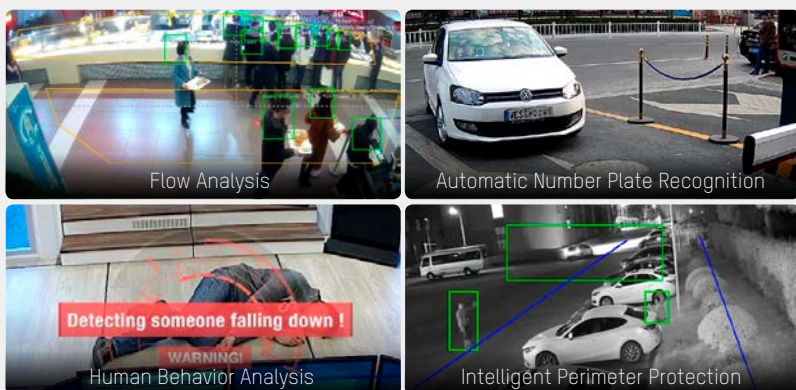 Flow Analysis
Automatic Number Plate Recognition
Detecting someone falling down !
WARNING!
Human Behavior Analysis
Intelligent Perimeter Protection